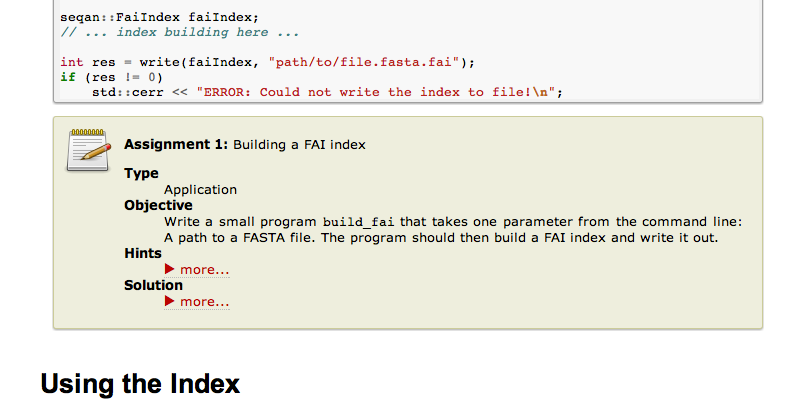 seqan::FaiIndex faiIndex;
// ... index building here ...
int res = write(faiIndex, "path/to/file.fasta.fai");
if (res != 0)
    std::cerr << "ERROR: Could not write the index to file!\n";
Assignment 1: Building a FAI index
Type
Application
Objective
Write a small program build_fai that takes one parameter from the command line:
A path to a FASTA file. The program should then build a FAI index and write it out.
Hints
▶ more...
Solution
▶ more...
Using the Index